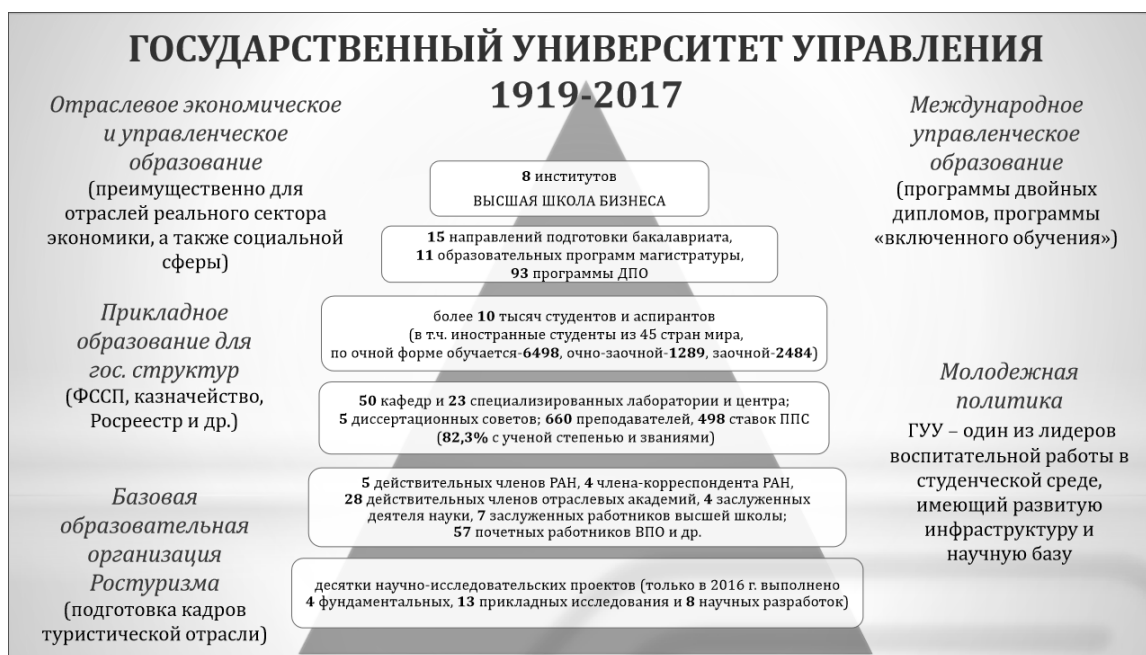 ГОСУДАРСТВЕННЫЙ УНИВЕРСИТЕТ УПРАВЛЕНИЯ
1919-2017
Отраслевое экономическое
и управленческое
образование
(преимущественно для
отраслей реального сектора
экономики, а также социальной
сферы)
Прикладное
образование для
гос. структур
(ФССП, казначейство,
Росреестр и др.)
Базовая
образовательная
организация
Ростуризма
(подготовка кадров
туристической отрасли)
8 институтов
ВЫСШАЯ ШКОЛА БИЗНЕСА
15 направлений подготовки бакалавриата,
11 образовательных программ магистратуры,
93 программы ДПО
более 10 тысяч студентов и аспирантов
(в т.ч. иностранные студенты из 45 стран мира,
по очной форме обучается-6498, очно-заочной-1289, заочной-2484)
50 кафедр и 23 специализированных лаборатории и центра;
5 диссертационных советов; 660 преподавателей, 498 ставок ППС
(82,3% с ученой степенью и званиями)
5 действительных членов РАН, 4 члена-корреспондента РАН,
28 действительных членов отраслевых академий, 4 заслуженных
деятеля науки, 7 заслуженных работников высшей школы;
57 почетных работников ВПО и др.
десятки научно-исследовательских проектов (только в 2016 г. выполнено
4 фундаментальных, 13 прикладных исследования и 8 научных разработок)
Международное
управленческое
образование
(программы двойных
дипломов, программы
«включенного обучения»)
Молодежная
политика
ГУУ – один из лидеров
воспитательной работы в
студенческой среде,
имеющий развитую
инфраструктуру и
научную базу